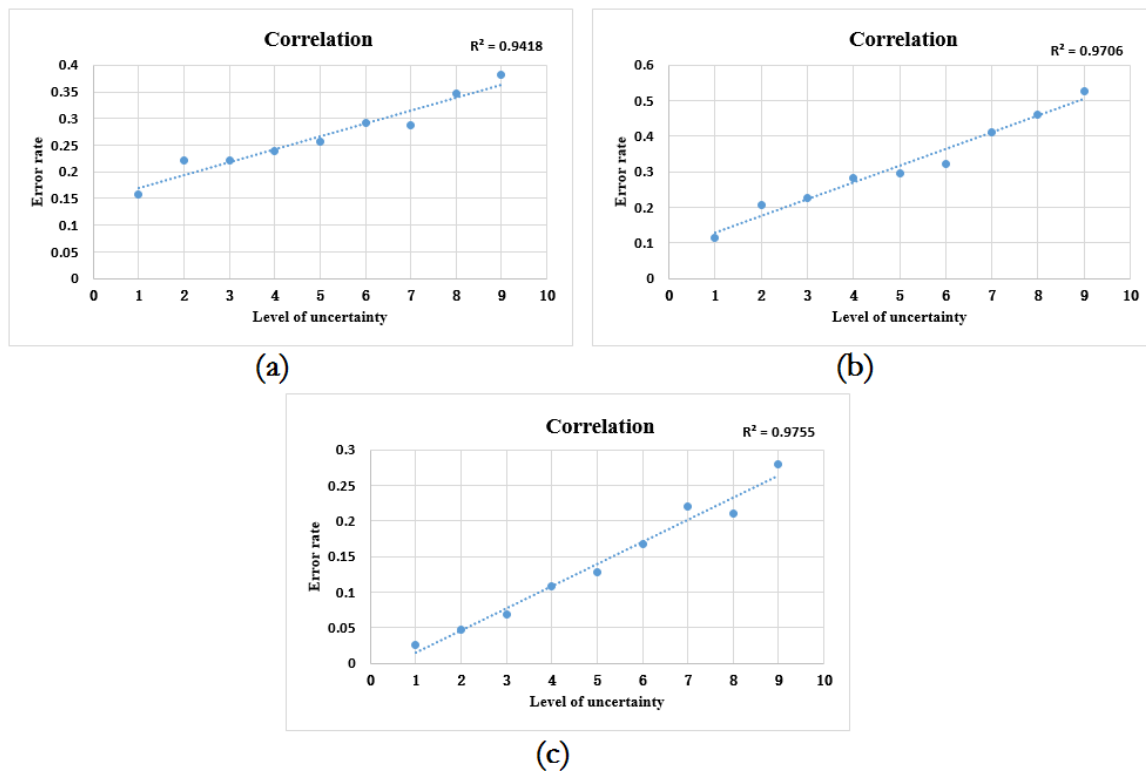 Correlation
R² = 0.9418
0.4
0.35
0.3
0.25
0.2
0.15
0.1
0.05
0
Error rate
0 1 2 3 4 5 6 7 8 9 10
Level of uncertainty
(a)
Correlation
R² = 0.9706
0.6
0.5
0.4
0.3
0.2
0.1
0
Error rate
0 1 2 3 4 5 6 7 8 9 10
Level of uncertainty
(b)
Correlation
R² = 0.9755
0.3
0.25
0.2
0.15
0.1
0.05
0
Error rate
0 1 2 3 4 5 6 7 8 9 10
Level of uncertainty
(c)